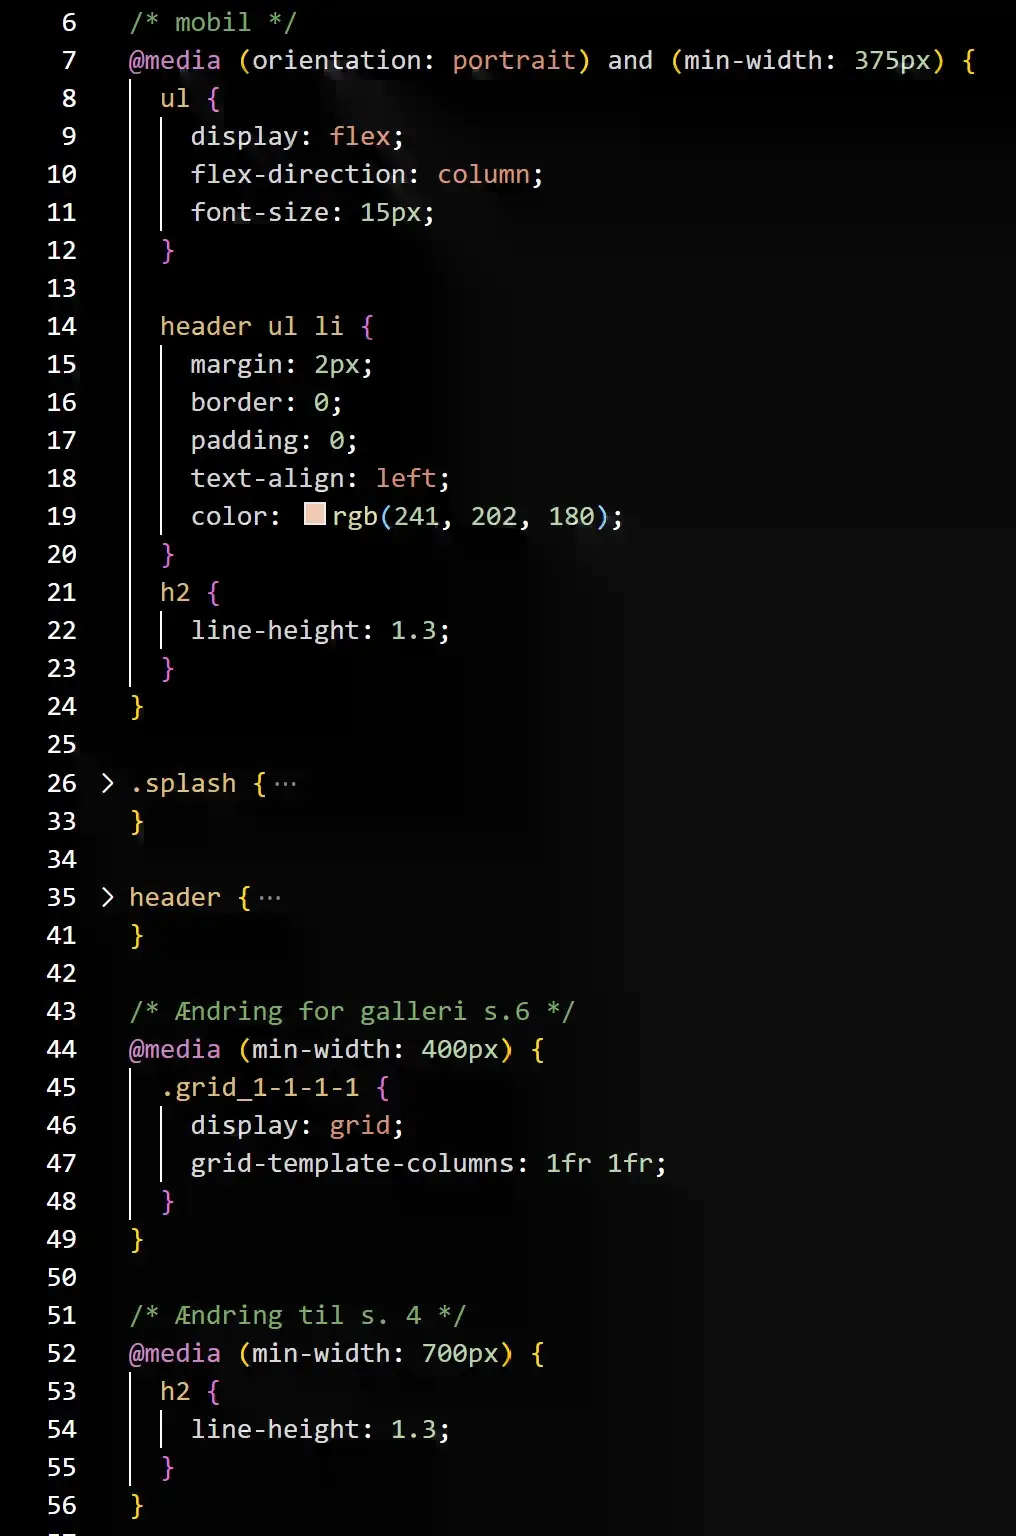 6 /* mobil */
7 @media (orientation: portrait) and (min-width: 375px) {
8 ul {
9 display: flex;
10 flex-direction: column;
11 font-size: 15px;
12 }
13
14 header ul li {
15 margin: 2px;
16 border: 0;
17 padding: 0;
18 text-align: left;
19 color: rgb(241, 202, 180);
20 }
21 h2 {
22 line-height: 1.3;
23 }
24 }
25
26 > .splash { ···
33 }
34
35 > header { ···
41 }
42
43 /* Ændring for galleri s.6 */
44 @media (min-width: 400px) {
45 .grid_1-1-1-1 {
46 display: grid;
47 grid-template-columns: 1fr 1fr;
48 }
49 }
50
51 /* Ændring til s. 4 */
52 @media (min-width: 700px) {
53 h2 {
54 line-height: 1.3;
55 }
56 }